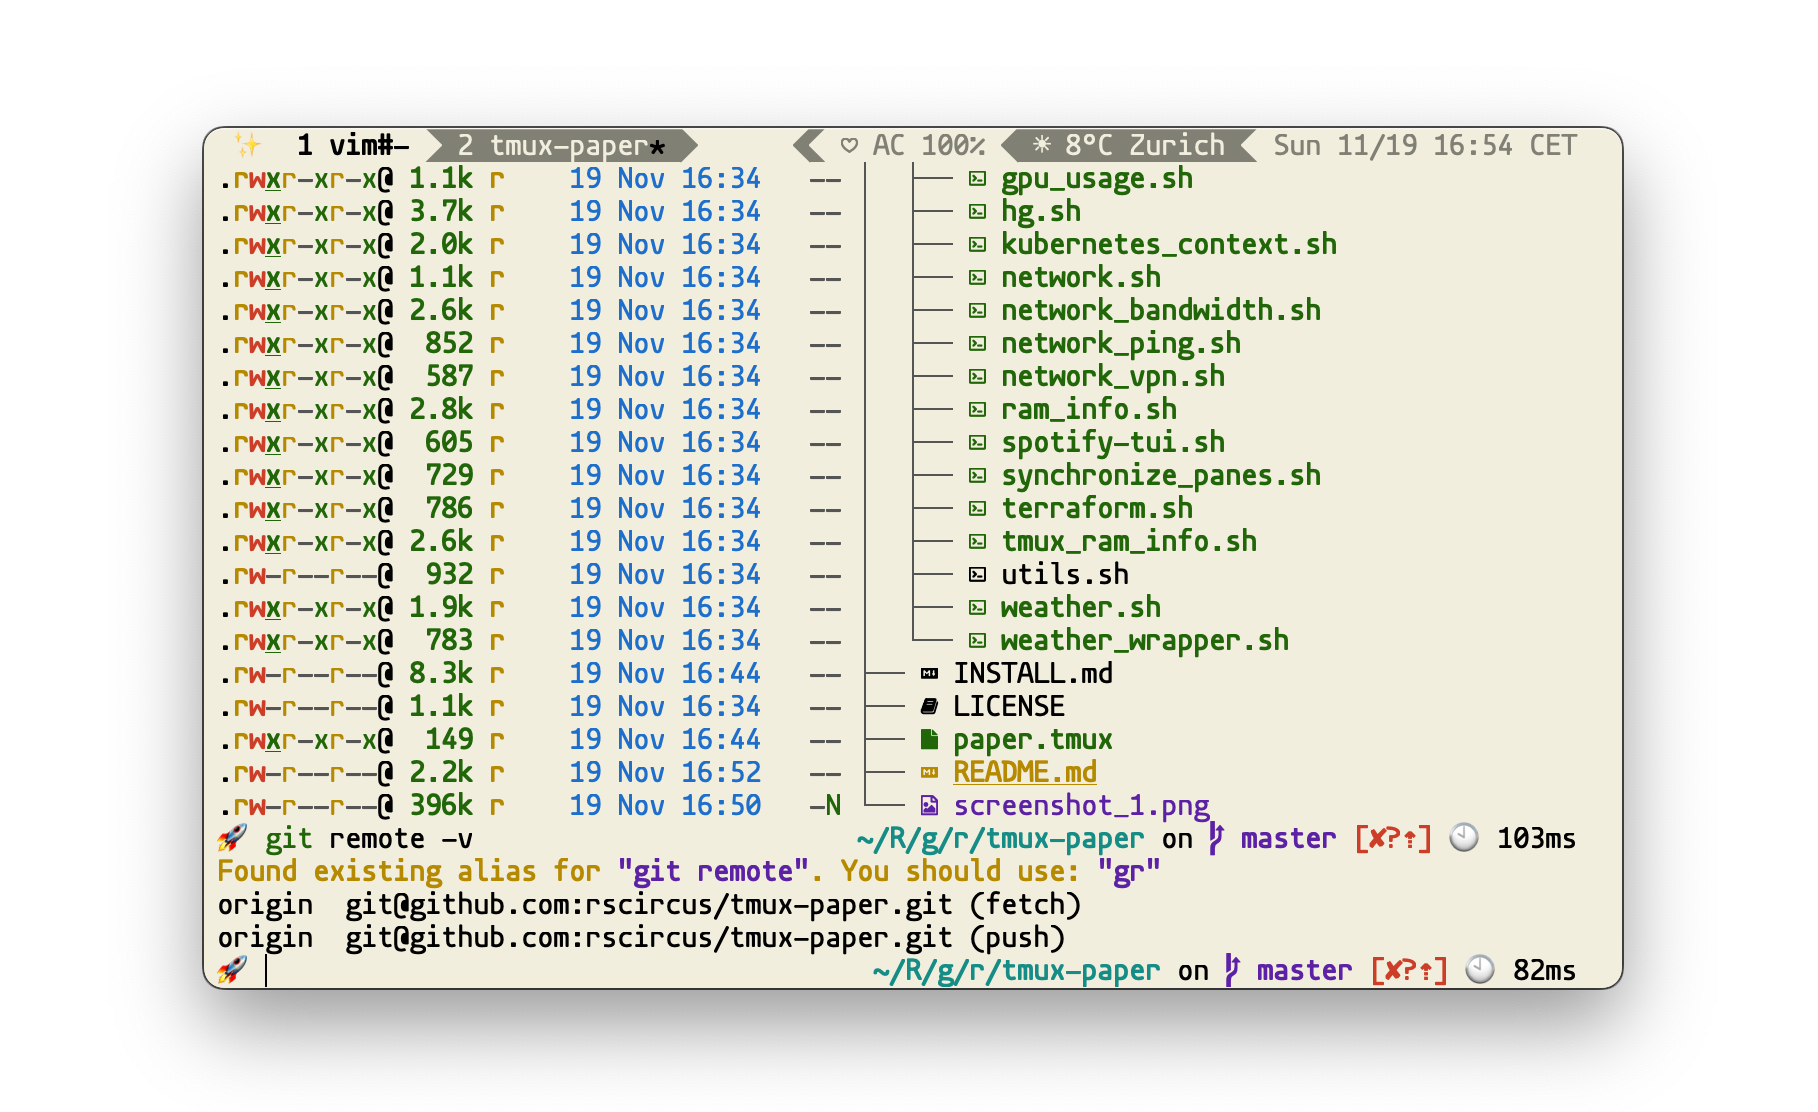 ✨ 1 vim#- 2 tmux-paper* ♡ AC 100% ☀ 8°C Zurich Sun 11/19 16:54 CET
.rwxr-xr-x@ 1.1k r 19 Nov 16:34 -- │ ├── gpu_usage.sh
.rwxr-xr-x@ 3.7k r 19 Nov 16:34 -- │ ├── hg.sh
.rwxr-xr-x@ 2.0k r 19 Nov 16:34 -- │ ├── kubernetes_context.sh
.rwxr-xr-x@ 1.1k r 19 Nov 16:34 -- │ ├── network.sh
.rwxr-xr-x@ 2.6k r 19 Nov 16:34 -- │ ├── network_bandwidth.sh
.rwxr-xr-x@ 852 r 19 Nov 16:34 -- │ ├── network_ping.sh
.rwxr-xr-x@ 587 r 19 Nov 16:34 -- │ ├── network_vpn.sh
.rwxr-xr-x@ 2.8k r 19 Nov 16:34 -- │ ├── ram_info.sh
.rwxr-xr-x@ 605 r 19 Nov 16:34 -- │ ├── spotify-tui.sh
.rwxr-xr-x@ 729 r 19 Nov 16:34 -- │ ├── synchronize_panes.sh
.rwxr-xr-x@ 786 r 19 Nov 16:34 -- │ ├── terraform.sh
.rwxr-xr-x@ 2.6k r 19 Nov 16:34 -- │ ├── tmux_ram_info.sh
.rw-r--r--@ 932 r 19 Nov 16:34 -- │ ├── utils.sh
.rwxr-xr-x@ 1.9k r 19 Nov 16:34 -- │ ├── weather.sh
.rwxr-xr-x@ 783 r 19 Nov 16:34 -- │ └── weather_wrapper.sh
.rw-r--r--@ 8.3k r 19 Nov 16:44 -- ├── INSTALL.md
.rw-r--r--@ 1.1k r 19 Nov 16:34 -- ├── LICENSE
.rwxr-xr-x@ 149 r 19 Nov 16:44 -- ├── paper.tmux
.rw-r--r--@ 2.2k r 19 Nov 16:52 -- ├── README.md
.rw-r--r--@ 396k r 19 Nov 16:50 -N └── screenshot_1.png
🚀 git remote -v ~/R/g/r/tmux-paper on master [✘?⇡] 🕙 103ms
Found existing alias for "git remote". You should use: "gr"
origin git@github.com:rscircus/tmux-paper.git (fetch)
origin git@github.com:rscircus/tmux-paper.git (push)
🚀 ~/R/g/r/tmux-paper on master [✘?⇡] 🕙 82ms